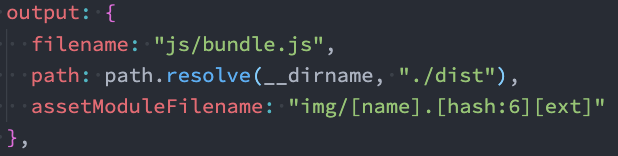 output: {
filename: "js/bundle.js",
path: path.resolve(__dirname, "./dist"),
assetModuleFilename: "img/[name].[hash:6][ext]"
},